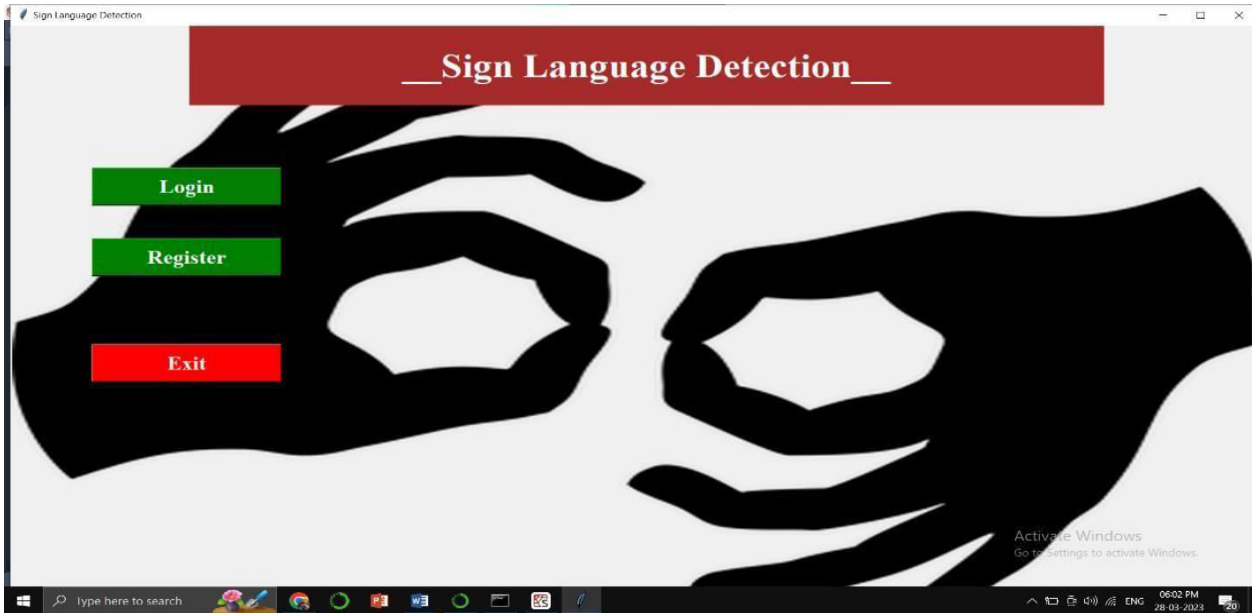 Sign Language Detection
__Sign Language Detection__
Login
Register
Exit
Activate Windows
Go to Settings to activate Windows.
Type here to search
ENG
06:02 PM
28-03-2023
20